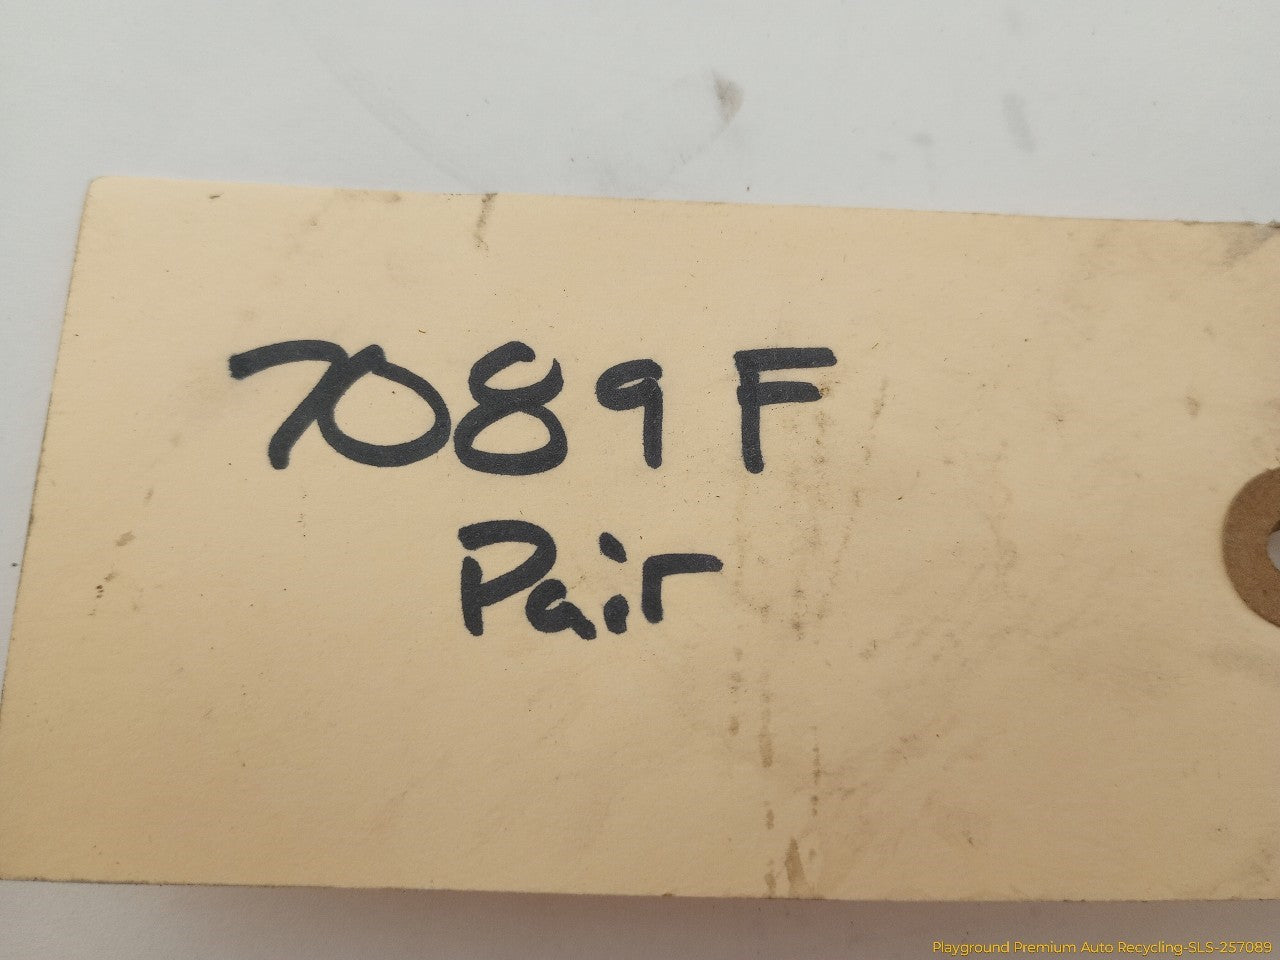 7089 F
Pair
Playground Premium Auto Recycling-SLS-257089